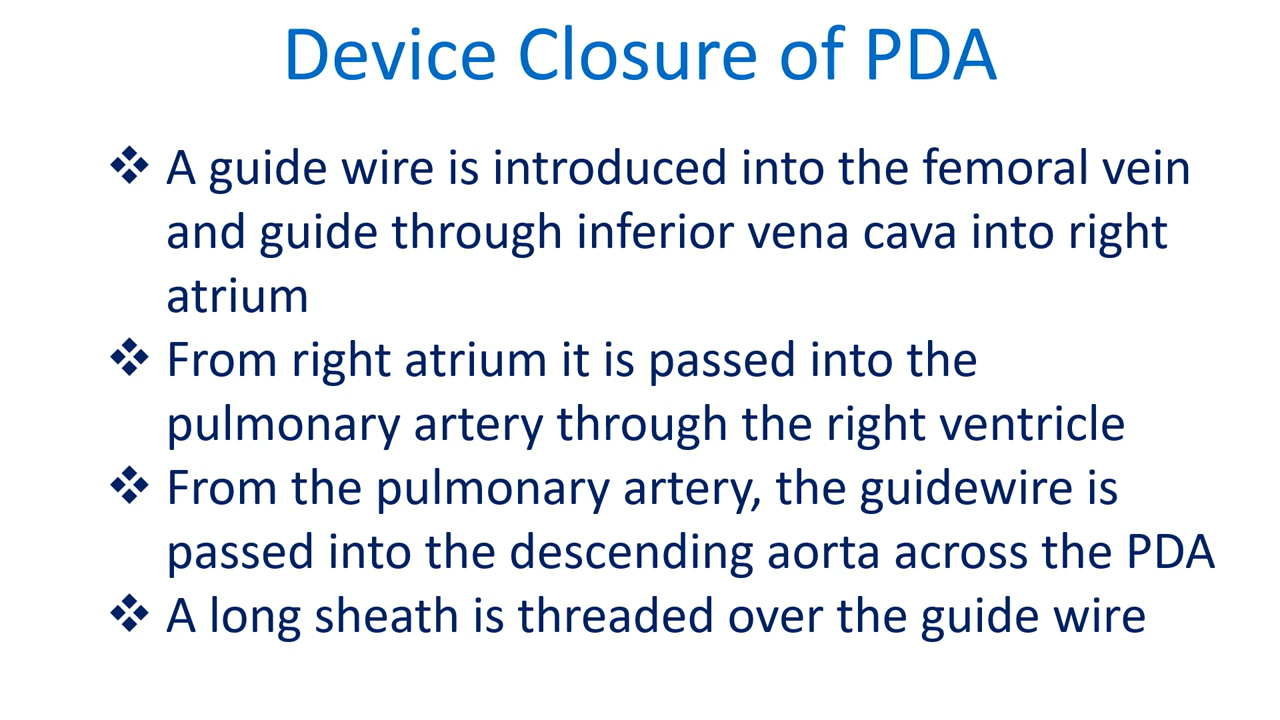 Device Closure of PDA
❖ A guide wire is introduced into the femoral vein
and guide through inferior vena cava into right
atrium
❖ From right atrium it is passed into the
pulmonary artery through the right ventricle
❖ From the pulmonary artery, the guidewire is
passed into the descending aorta across the PDA
❖ A long sheath is threaded over the guide wire